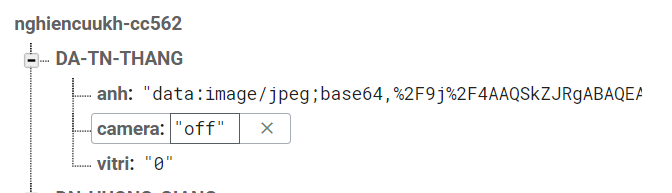 nghiencuukh-cc562
DA-TN-THANG
anh: "data:image/jpeg;base64,%2F9j%2F4AAQSkZJRgABAQEA
camera: "off" ×
vitri: "0"